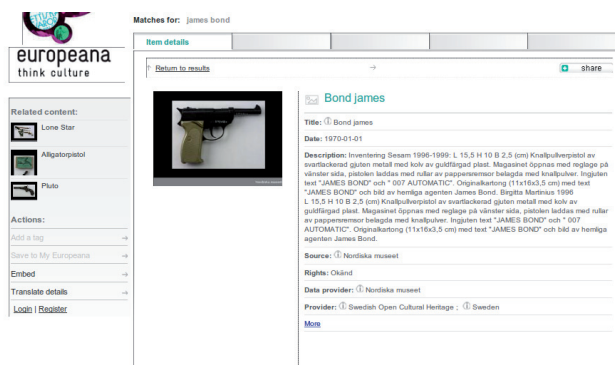 Matches for: james bond
Item details
europeana
think culture
Return to results
share
Related content:
Lone Star
Alligatorpistol
Pluto
Actions:
Add a tag
Save to My Europeana
Embed
Translate details
Login | Register
Bond james
Title: Bond james
Date: 1970-01-01
Description: Inventering Sesam 1996-1999: L 15,5 H 10 B 2,5 (cm) Knallpulverpistol av
svartlackerad gjuten metall med kolv av guldfärgad plast. Magasinet öppnas med reglage på
vänster sida, pistolen laddas med rullar av pappersremsor belagda med knallpulver. Ingjuten
text "JAMES BOND" och " 007 AUTOMATIC". Originalkartong (11x16x3,5 cm) med text
"JAMES BOND" och bild av hemliga agenten James Bond. Birgitta Martinius 1996
L 15,5 H 10 B 2,5 (cm) Knallpulverpistol av svartlackerad gjuten metall med kolv av
guldfärgad plast. Magasinet öppnas med reglage på vänster sida, pistolen laddas med rullar
av pappersremsor belagda med knallpulver. Ingjuten text "JAMES BOND" och " 007
AUTOMATIC". Originalkartong (11x16x3,5 cm) med text "JAMES BOND" och bild av hemliga
agenten James Bond.
Source: Nordiska museet
Rights: Okänd
Data provider: Nordiska museet
Provider: Swedish Open Cultural Heritage ; Sweden
More